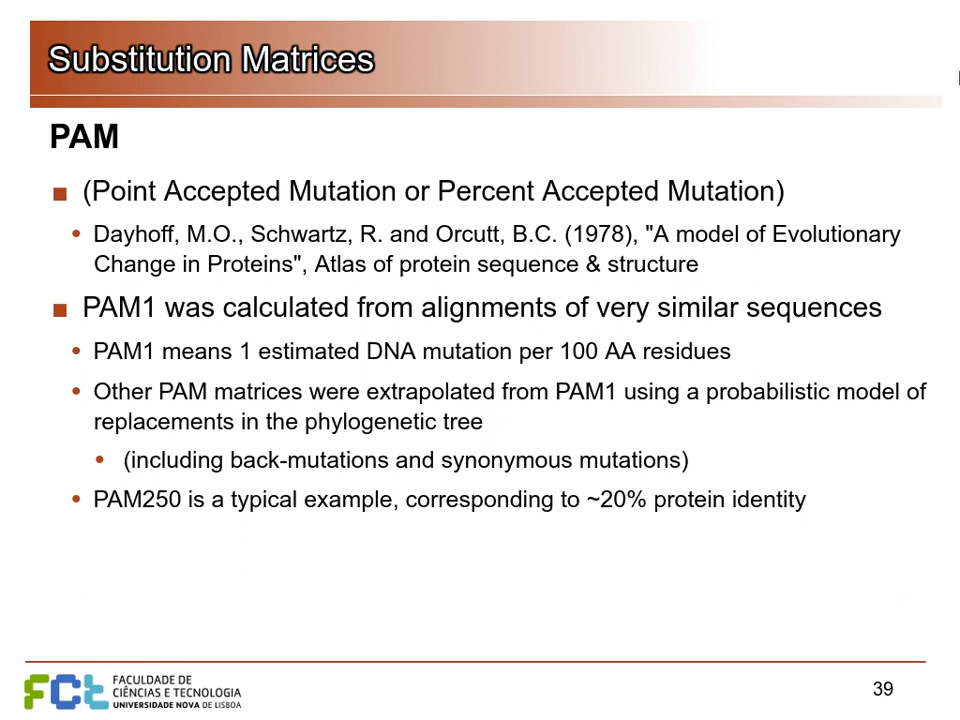 Substitution Matrices
PAM
(Point Accepted Mutation or Percent Accepted Mutation)
Dayhoff, M.O., Schwartz, R. and Orcutt, B.C. (1978), "A model of Evolutionary
Change in Proteins", Atlas of protein sequence & structure
PAM1 was calculated from alignments of very similar sequences
PAM1 means 1 estimated DNA mutation per 100 AA residues
Other PAM matrices were extrapolated from PAM1 using a probabilistic model of
replacements in the phylogenetic tree
(including back-mutations and synonymous mutations)
PAM250 is a typical example, corresponding to ~20% protein identity
FCt
FACULDADE DE
CIÊNCIAS E TECNOLOGIA
UNIVERSIDADE NOVA DE LISBOA
39